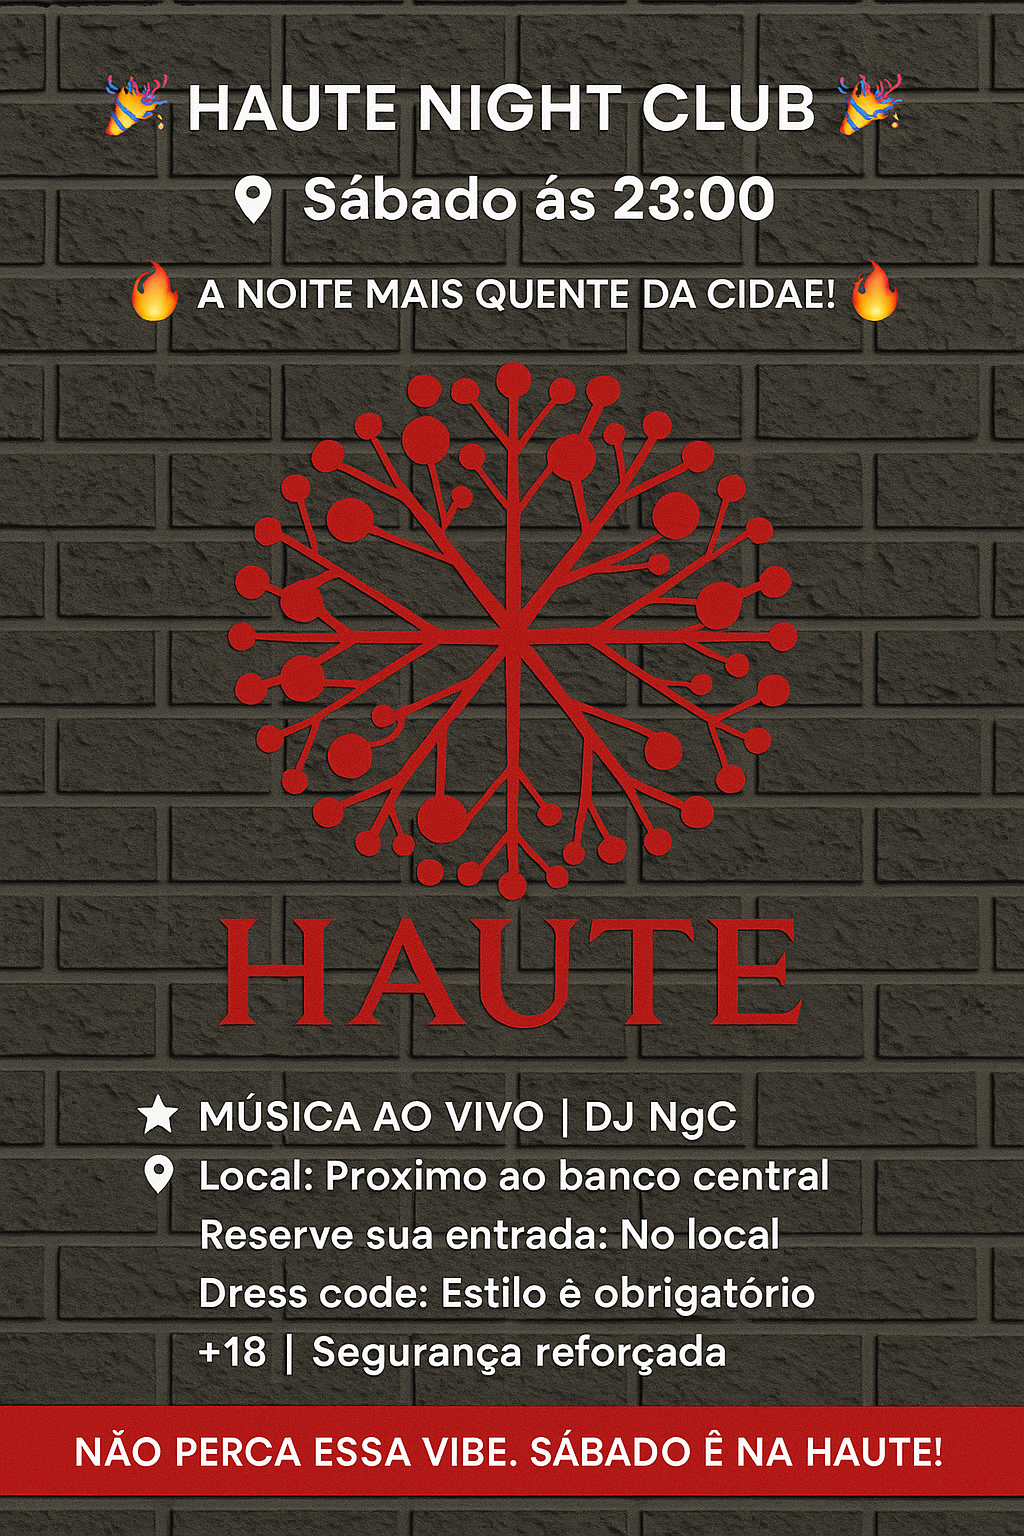 🎉 HAUTE NIGHT CLUB 🎉
Sábado ás 23:00
🔥 A NOITE MAIS QUENTE DA CIDAE! 🔥
HAUTE
MÚSICA AO VIVO | DJ NgC
Local: Proximo ao banco central
Reserve sua entrada: No local
Dress code: Estilo ê obrigatório
+18 | Segurança reforçada
NǍO PERCA ESSA VIBE. SÁBADO Ê NA HAUTE!